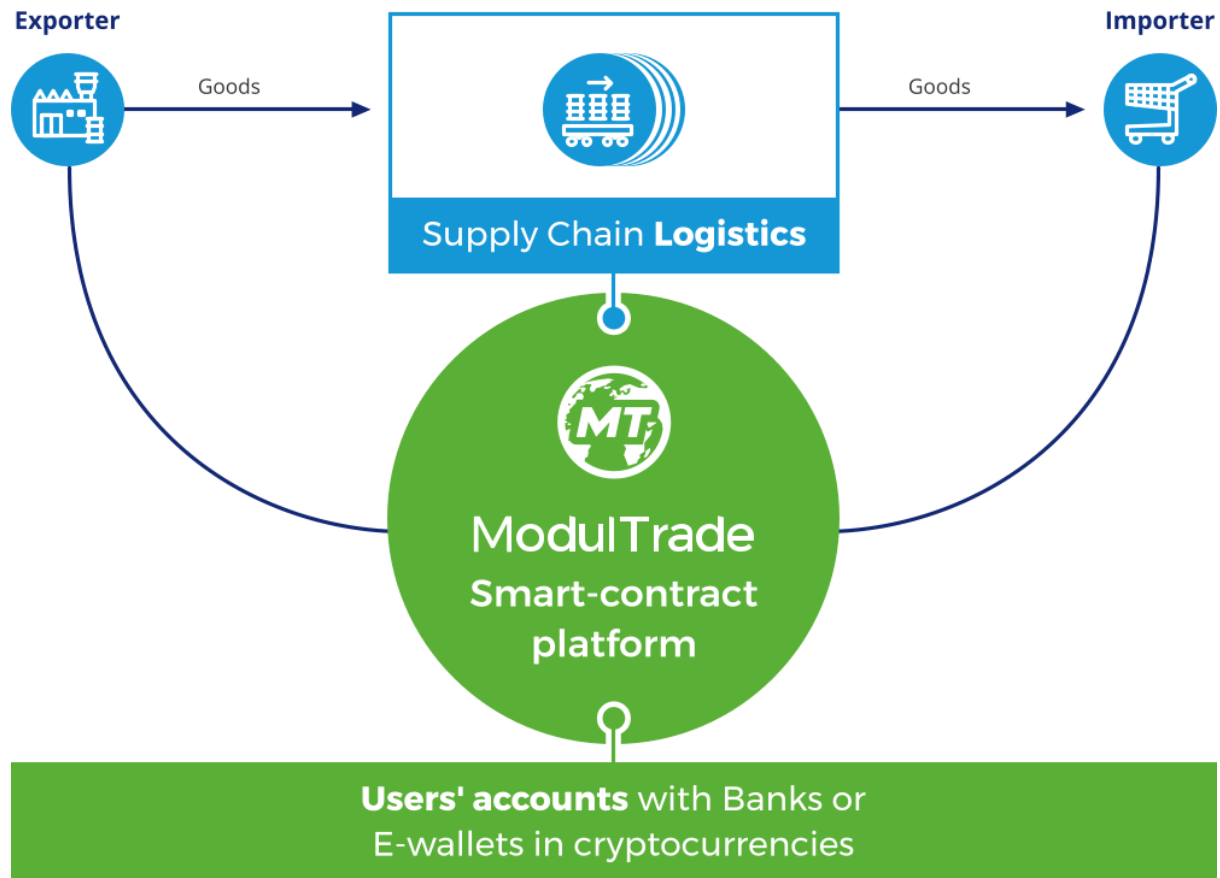 Exporter
Importer
Goods
Goods
Supply Chain Logistics
MT
ModulTrade
Smart-contract
platform
Users' accounts with Banks or
E-wallets in cryptocurrencies